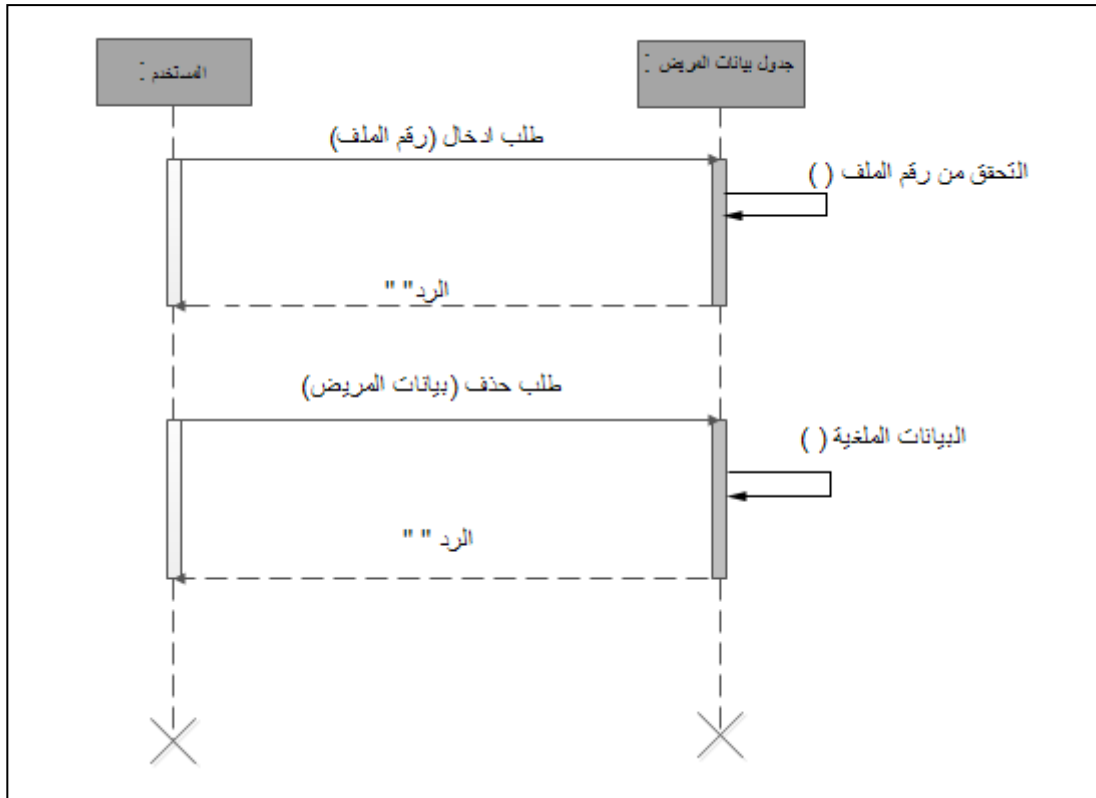 المستخدم :
جدول بيانات المريض :
طلب ادخال (رقم الملف)
التحقق من رقم الملف ( )
الرد" "
طلب حذف (بيانات المريض)
البيانات الملغية ( )
الرد " "